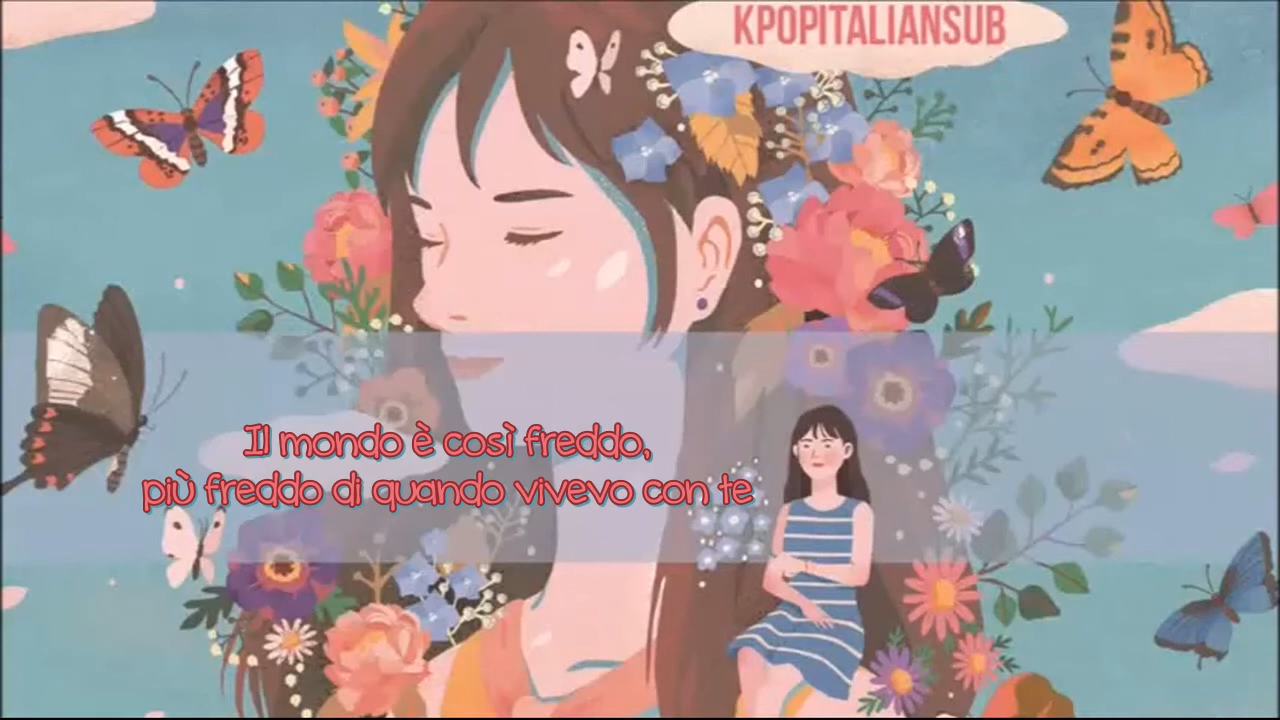 KPOPITALIANSUB
Il mondo è così freddo,
più freddo di quando vivevo con te